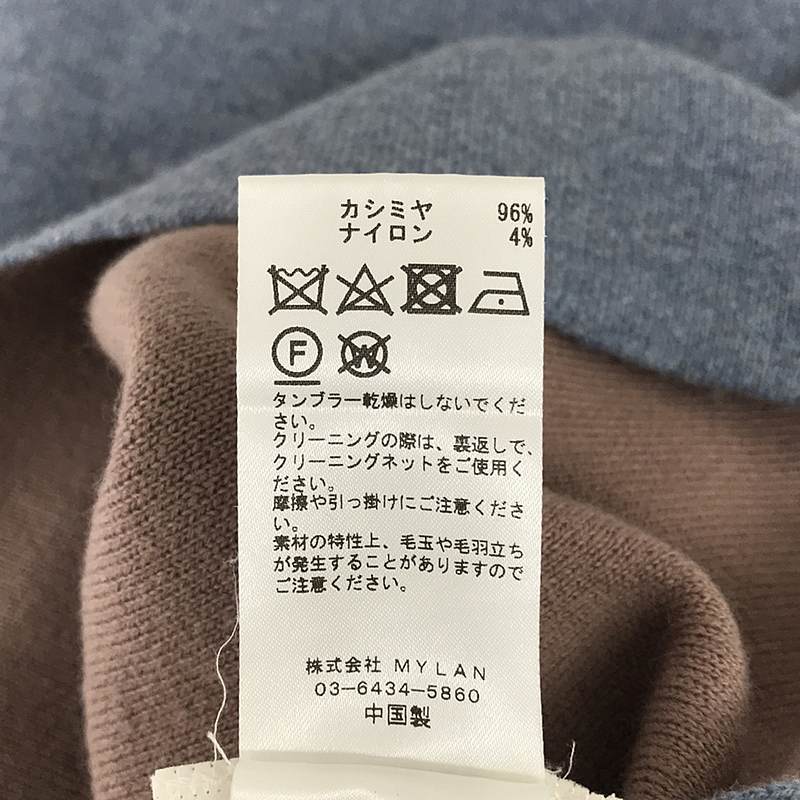 カシミヤ 96%
ナイロン 4%
F W
タンブラー乾燥はしないでくだ
さい。
クリーニングの際は、裏返しで、
クリーニングネットをご使用く
ださい。
摩擦や引っ掛けにご注意くださ
い。
素材の特性上、毛玉や毛羽立ち
が発生することがありますので
ご注意ください。
株式会社 MYLAN
03-6434-5860
中国製